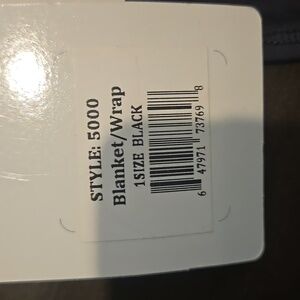 STYLE: 5000
Blanket/Wrap
1SIZE BLACK
6 47971 73769 8